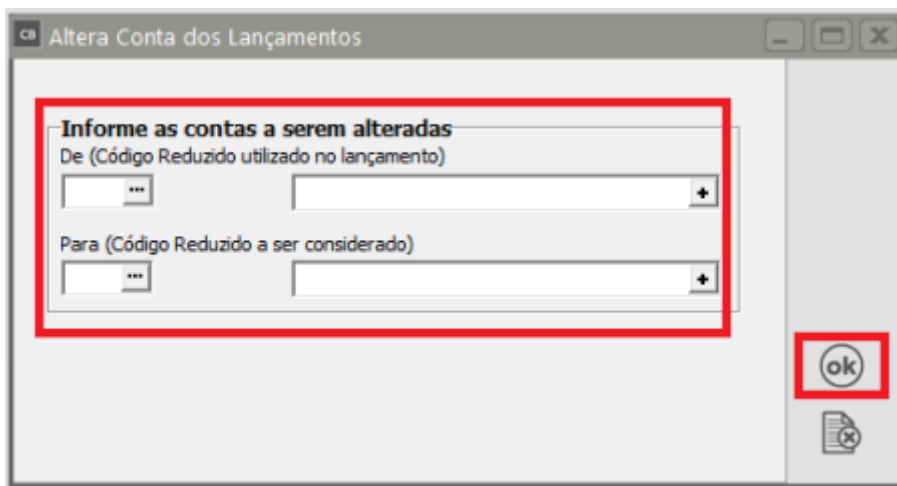 CB Altera Conta dos Lançamentos
Informe as contas a serem alteradas
De (Código Reduzido utilizado no lançamento)
Para (Código Reduzido a ser considerado)
ok